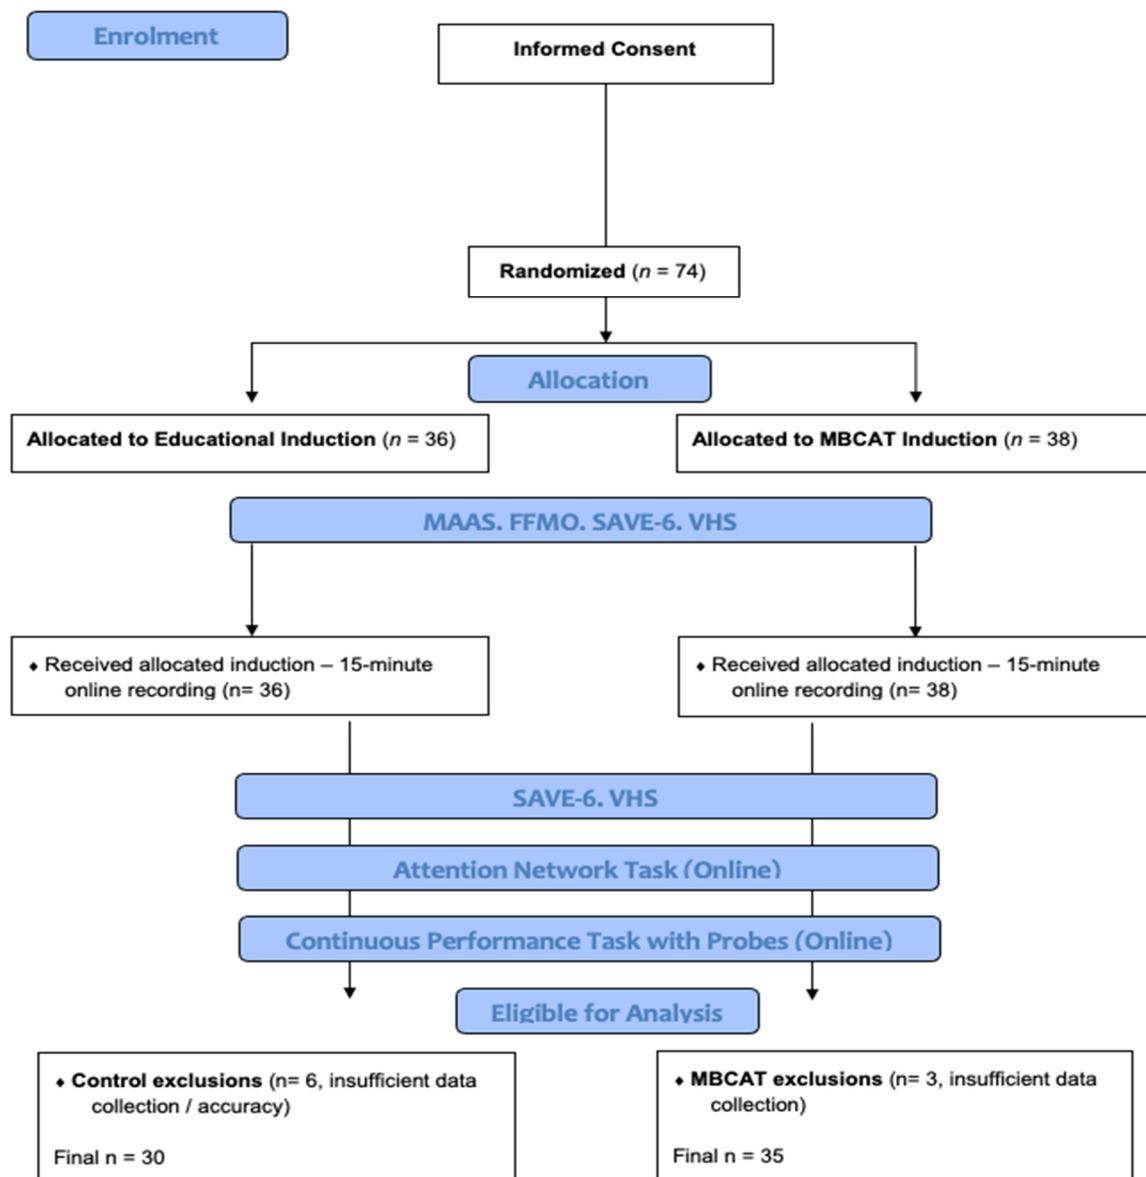 Enrolment
Informed Consent
Randomized (n = 74)
Allocation
Allocated to Educational Induction (n = 36)
Allocated to MBCAT Induction (n = 38)
MAAS. FFMO. SAVE-6. VHS
♦ Received allocated induction – 15-minute
online recording (n= 36)
♦ Received allocated induction – 15-minute
online recording (n= 38)
SAVE-6. VHS
Attention Network Task (Online)
Continuous Performance Task with Probes (Online)
Eligible for Analysis
♦ Control exclusions (n= 6, insufficient data
collection / accuracy)
Final n = 30
♦ MBCAT exclusions (n= 3, insufficient data
collection)
Final n = 35